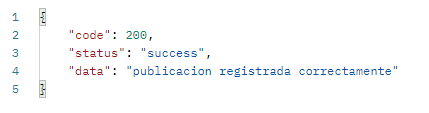 1 {
2 "code": 200,
3 "status": "success",
4 "data": "publicacion registrada correctamente"
5 }